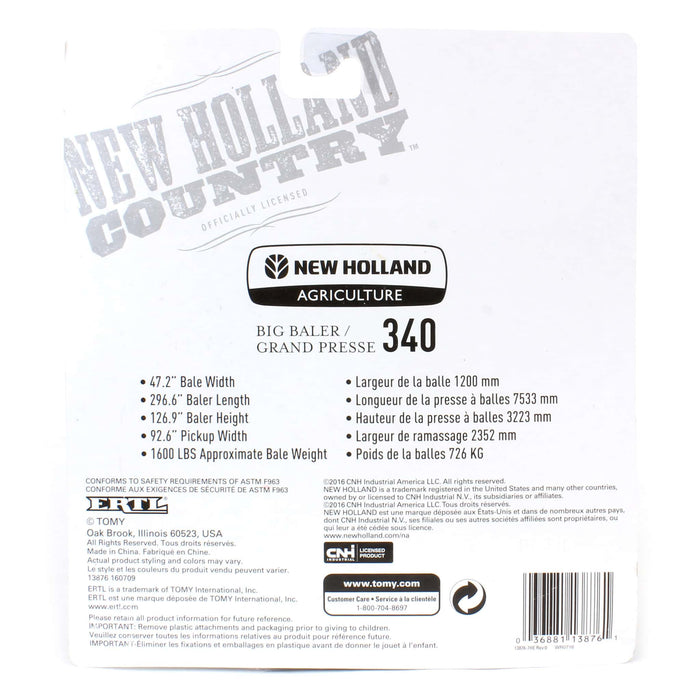 NEW HOLLAND
COUNTRY™
OFFICIALLY LICENSED
NEW HOLLAND
AGRICULTURE
BIG BALER /
GRAND PRESSE 340
• 47.2" Bale Width
• 296.6" Baler Length
• 126.9" Baler Height
• 92.6" Pickup Width
• 1600 LBS Approximate Bale Weight
• Largeur de la balle 1200 mm
• Longueur de la presse à balles 7533 mm
• Hauteur de la presse à balles 3223 mm
• Largeur de ramassage 2352 mm
• Poids de la balles 726 KG
CONFORMS TO SAFETY REQUIREMENTS OF ASTM F963
CONFORME AUX EXIGENCES DE SÉCURITÉ DE ASTM F963
ERTL
© TOMY
Oak Brook, Illinois 60523, USA
All Rights Reserved. Tous droits réservés.
Made in China. Fabriqué en Chine.
Actual product styling and colors may vary.
Le style et les couleurs du produit vendu peuvent varier.
13876 160709
ERTL is a trademark of TOMY International, Inc.
ERTL est une marque déposée de TOMY International, Inc.
www.ertl.com
Please retain all product information for future reference.
IMPORTANT: Remove plastic attachments and packaging prior to giving to children.
Veuillez conserver toutes les informations relatives au produit pour référence future.
IMPORTANT: Enlever les fixations et emballages en plastique avant de donner le jouet à l'enfant.
©2016 CNH Industrial America LLC. All rights reserved.
NEW HOLLAND is a trademark registered in the United States and many other countries,
owned by or licensed to CNH Industrial N.V., its subsidiaries or affiliates.
©2016 CNH Industrial America LLC. Tous droits réservés.
NEW HOLLAND est une marque déposée aux États-Unis et dans de nombreux autres pays,
dont CNH Industrial N.V., ses filiales ou ses autres sociétés affiliées sont propriétaires, ou
qui leur a été cédée sous licence.
www.newholland.com/na
CNH
INDUSTRIAL
LICENSED
PRODUCT
www.tomy.com
Customer Care • Service à la clientèle
1-800-704-8697
0 36881 13876 1